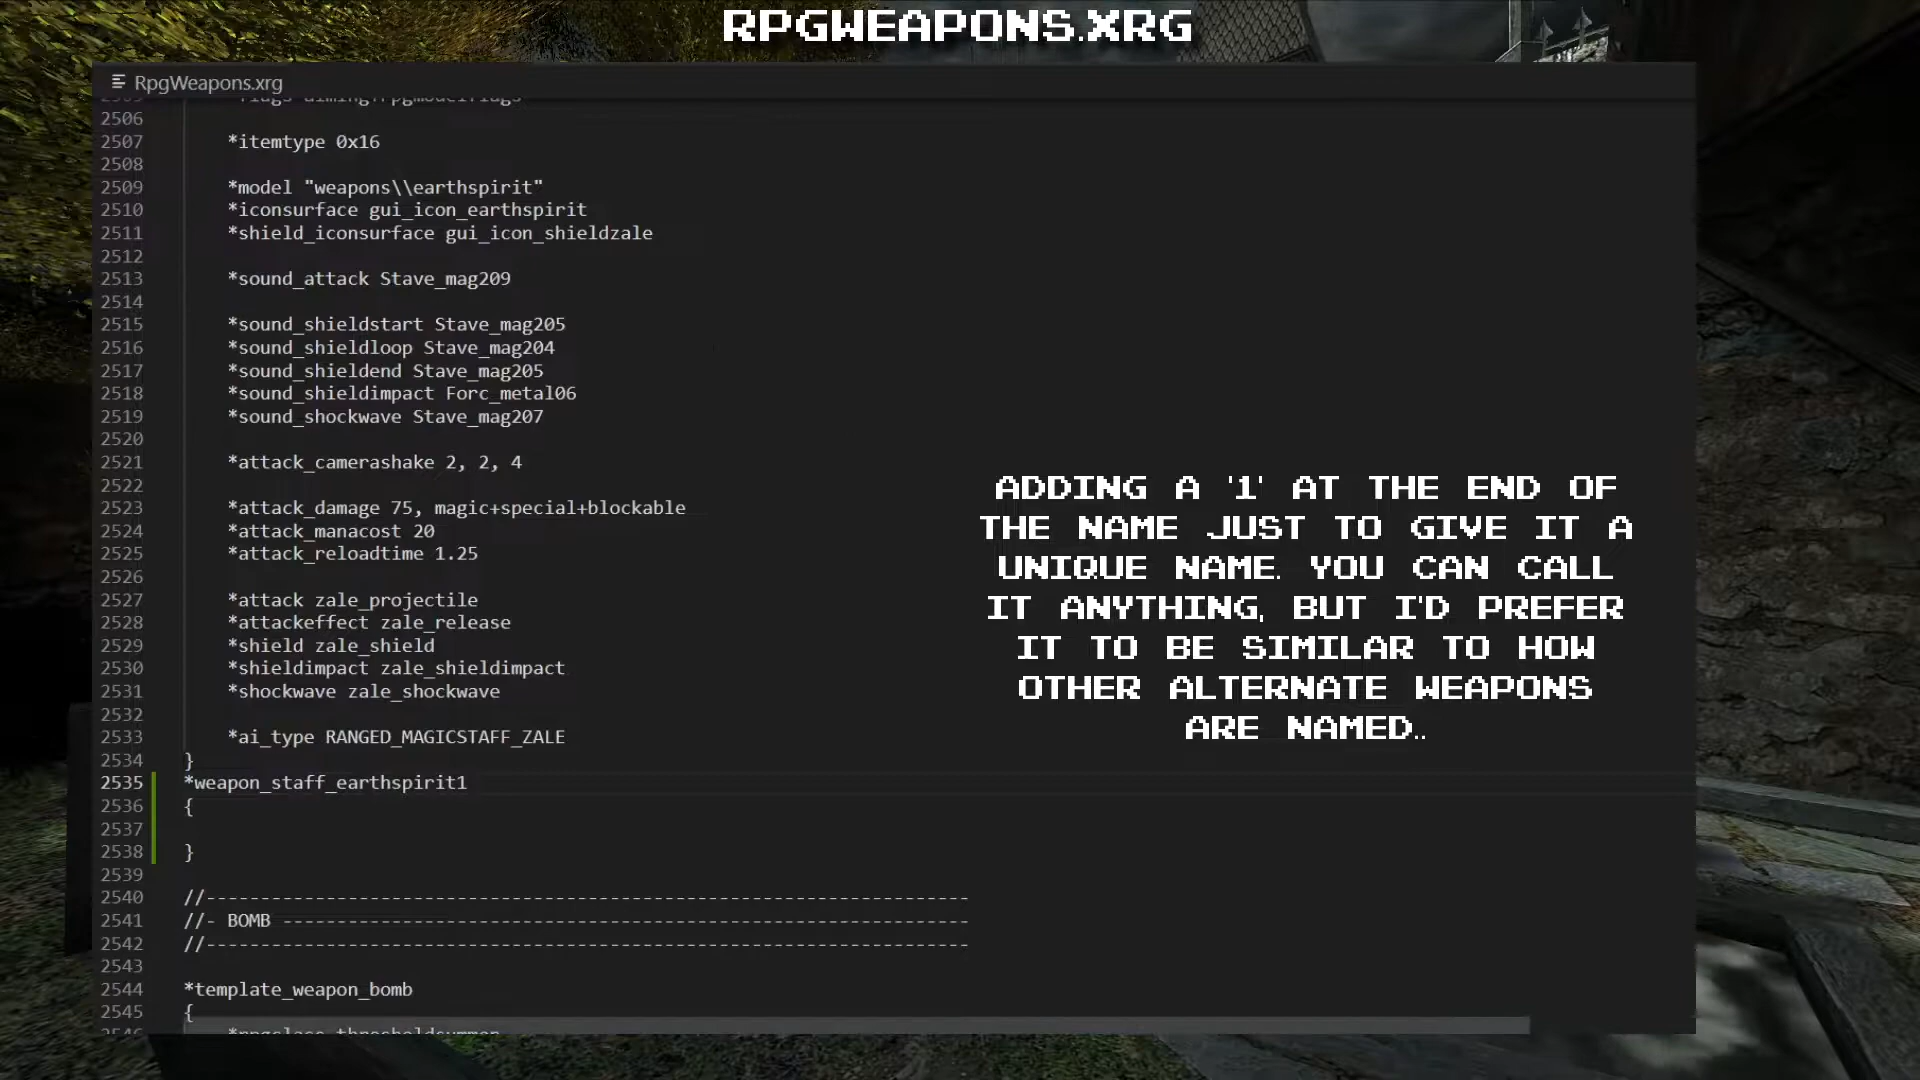 RPGWEAPONS.XRG
RpgWeapons.xrg
2506
2507 *itemtype 0x16
2508
2509 *model "weapons\\earthspirit"
2510 *iconsurface gui_icon_earthspirit
2511 *shield_iconsurface gui_icon_shieldzale
2512
2513 *sound_attack Stave_mag209
2514
2515 *sound_shieldstart Stave_mag205
2516 *sound_shieldloop Stave_mag204
2517 *sound_shieldend Stave_mag205
2518 *sound_shieldimpact Forc_metal06
2519 *sound_shockwave Stave_mag207
2520
2521 *attack_camerashake 2, 2, 4
2522
2523 *attack_damage 75, magic+special+blockable
2524 *attack_manacost 20
2525 *attack_reloadtime 1.25
2526
2527 *attack zale_projectile
2528 *attackeffect zale_release
2529 *shield zale_shield
2530 *shieldimpact zale_shieldimpact
2531 *shockwave zale_shockwave
2532
2533 *ai_type RANGED_MAGICSTAFF_ZALE
2534 }
2535 *weapon_staff_earthspirit1
2536 {
2537
2538 }
2539
2540 //----------------------------------------------------------------------
2541 //- BOMB ---------------------------------------------------------------
2542 //----------------------------------------------------------------------
2543
2544 *template_weapon_bomb
2545 {
ADDING A '1' AT THE END OF
THE NAME JUST TO GIVE IT A
UNIQUE NAME. YOU CAN CALL
IT ANYTHING, BUT I'D PREFER
IT TO BE SIMILAR TO HOW
OTHER ALTERNATE WEAPONS
ARE NAMED..